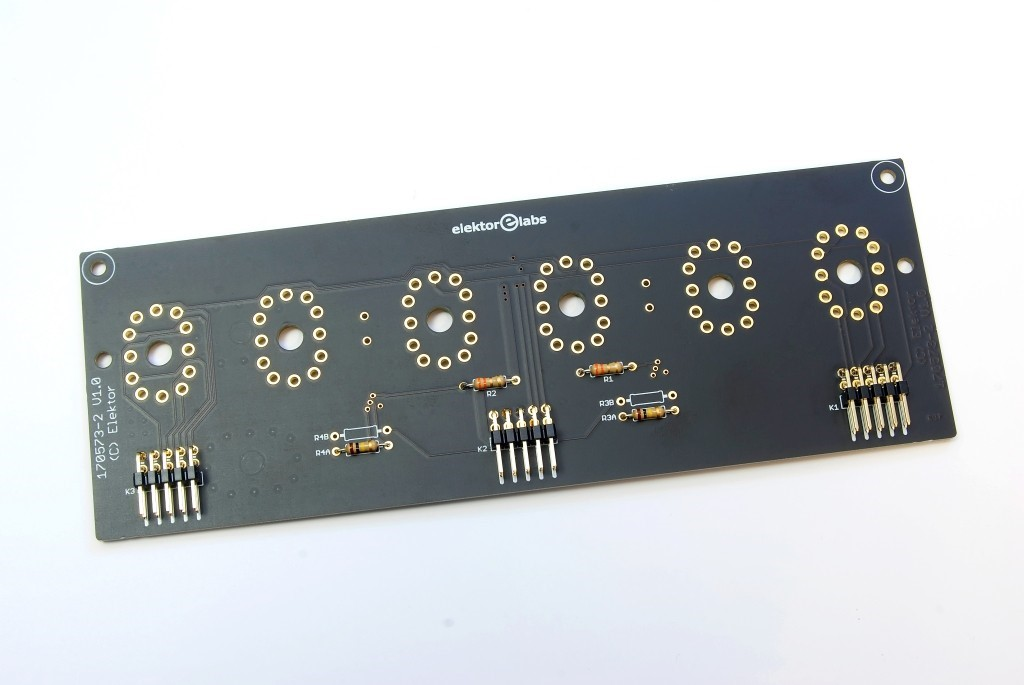 elektor e labs
170573-2 V1.0
(C) Elektor
R1
R2
R3B
R3A
R4B
R4A
K1
K2
K3